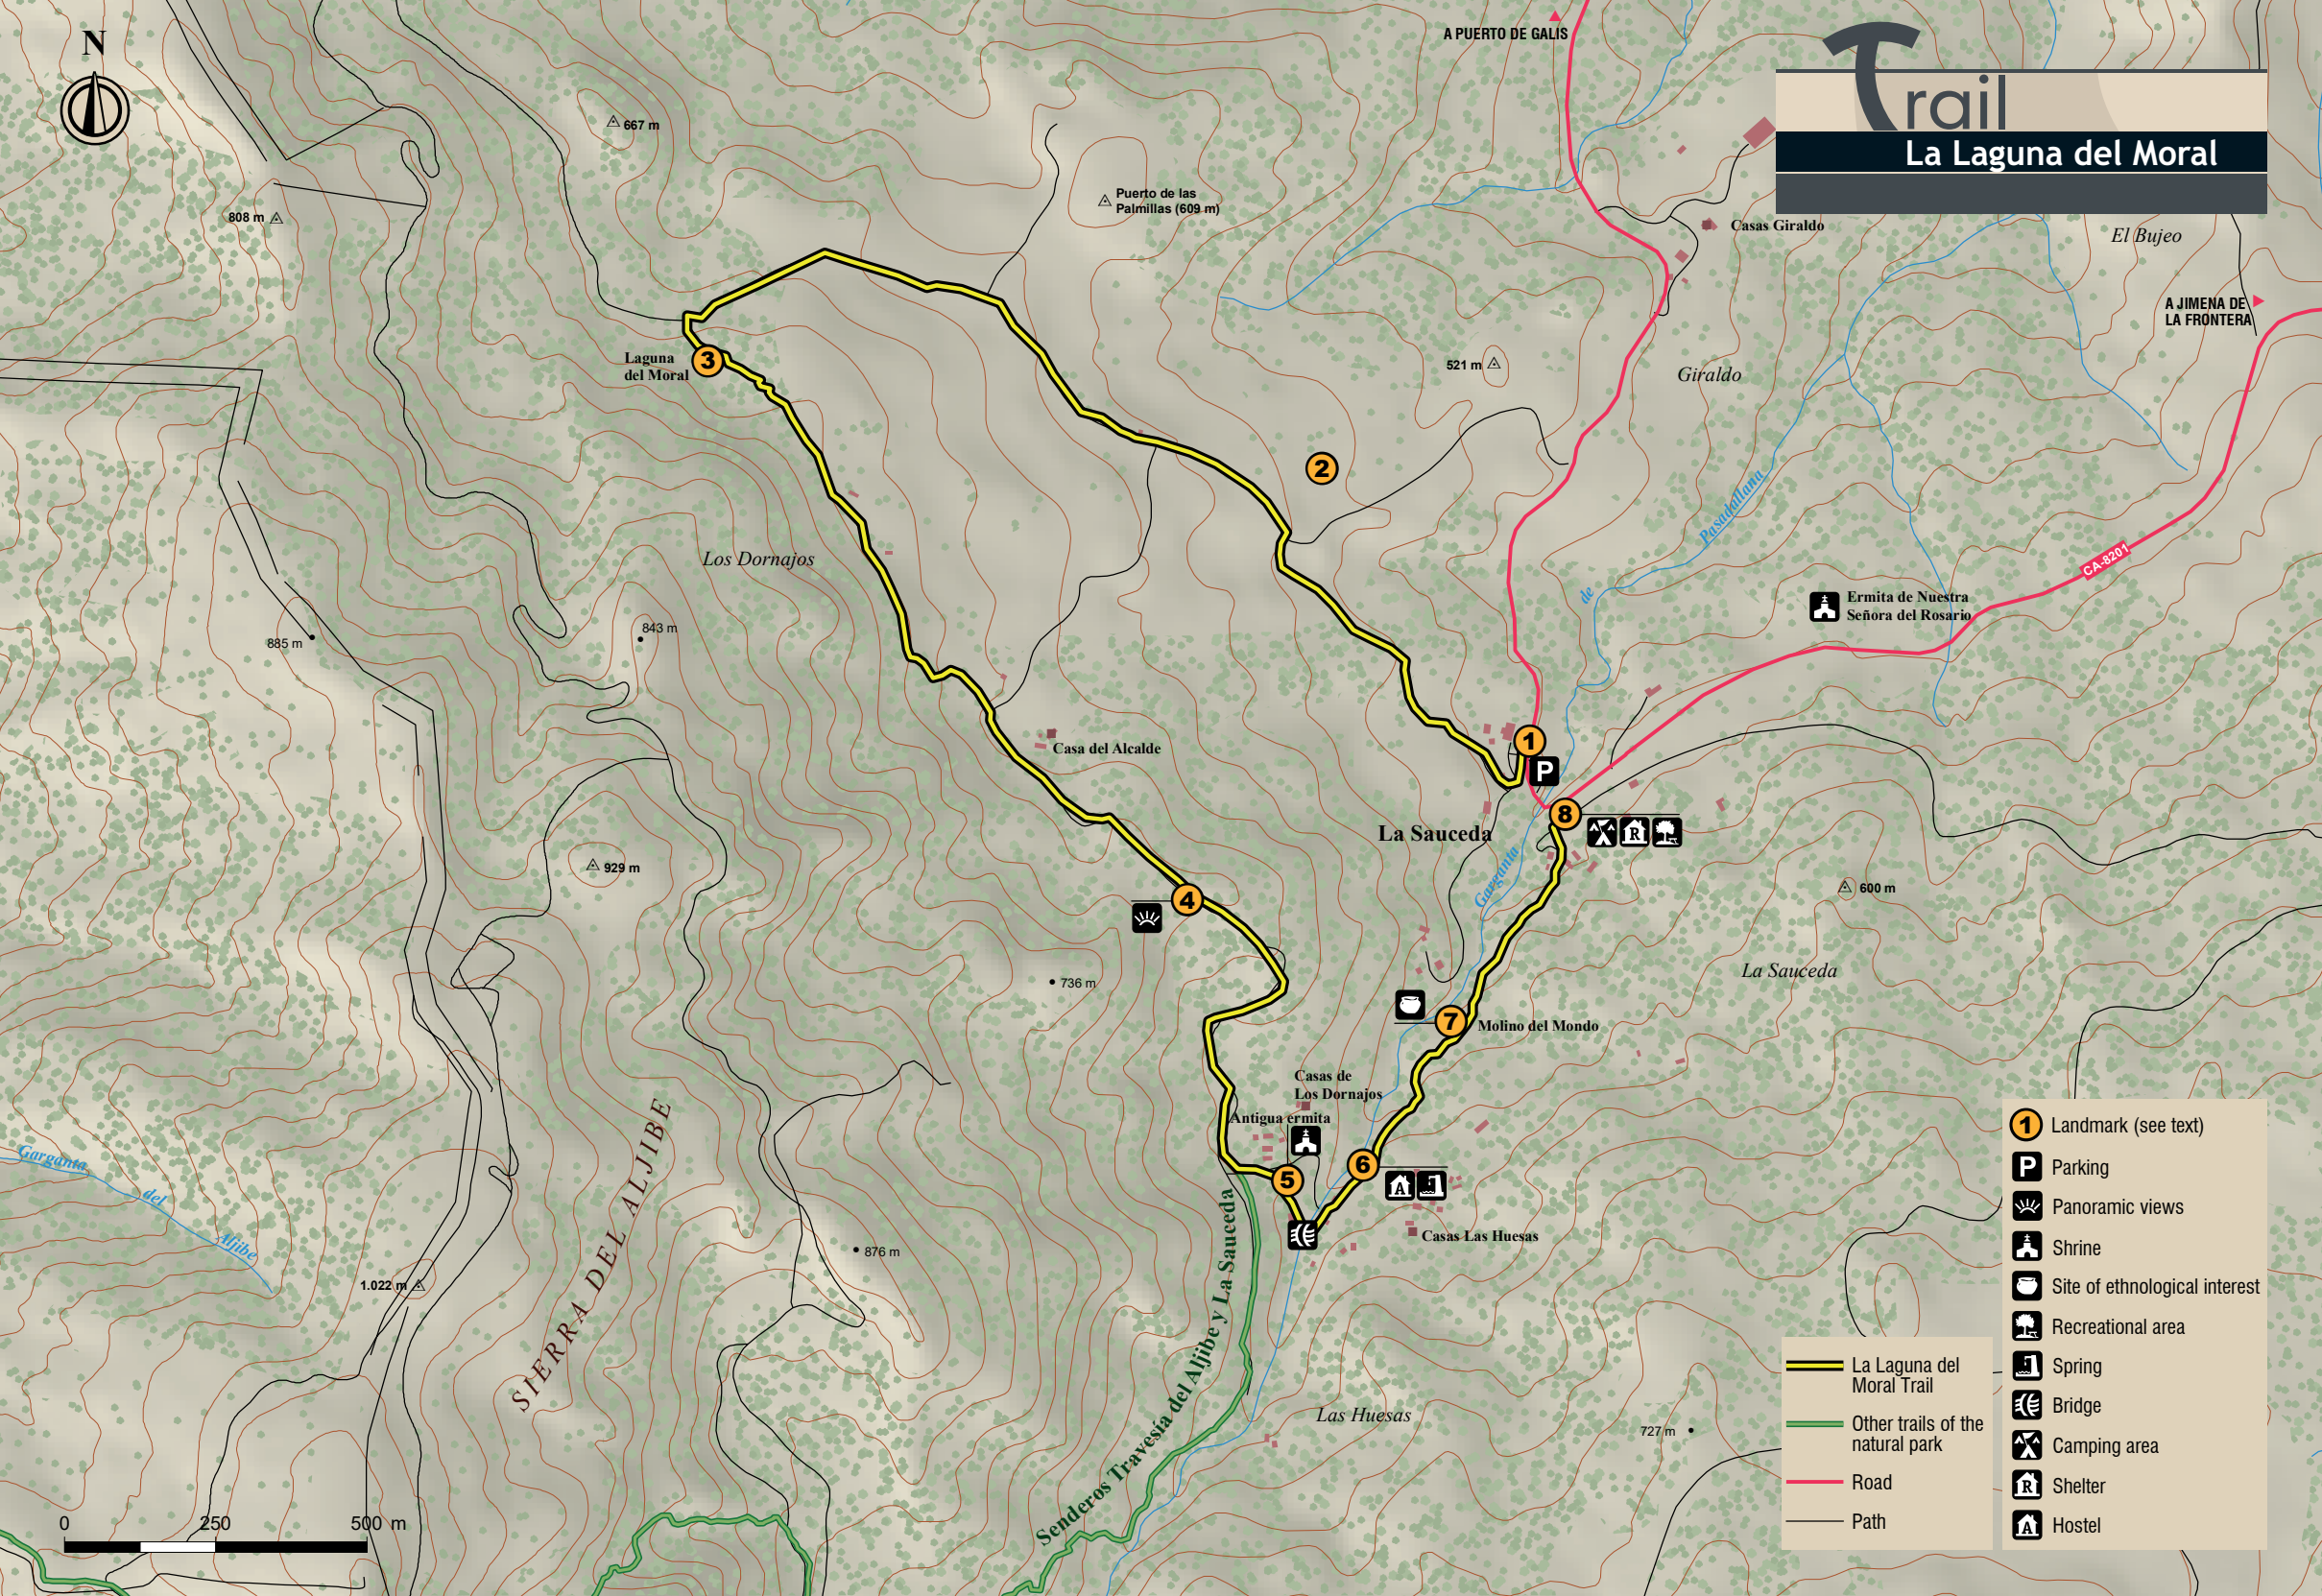 N
A PUERTO DE GALIS
Trail
La Laguna del Moral
667 m
808 m
Puerto de las
Palmillas (609 m)
Casas Giraldo
El Bujeo
A JIMENA DE
LA FRONTERA
Laguna
del Moral
3
521 m
Giraldo
2
Pasadallana
de
Garganta
CA-8201
Los Dornajos
Ermita de Nuestra
Señora del Rosario
885 m
843 m
1
P
Casa del Alcalde
8
R
La Sauceda
929 m
600 m
4
736 m
La Sauceda
7
Molino del Mondo
Casas de
Los Dornajos
Antigua ermita
6
5
A
Casas Las Huesas
Garganta
del
Aljibe
SIERRA DEL ALJIBE
876 m
1.022 m
Senderos Travesía del Aljibe y La Sauceda
Las Huesas
727 m
0 250 500 m
La Laguna del
Moral Trail
Other trails of the
natural park
Road
Path
1 Landmark (see text)
P Parking
Panoramic views
Shrine
Site of ethnological interest
Recreational area
Spring
Bridge
Camping area
R Shelter
A Hostel